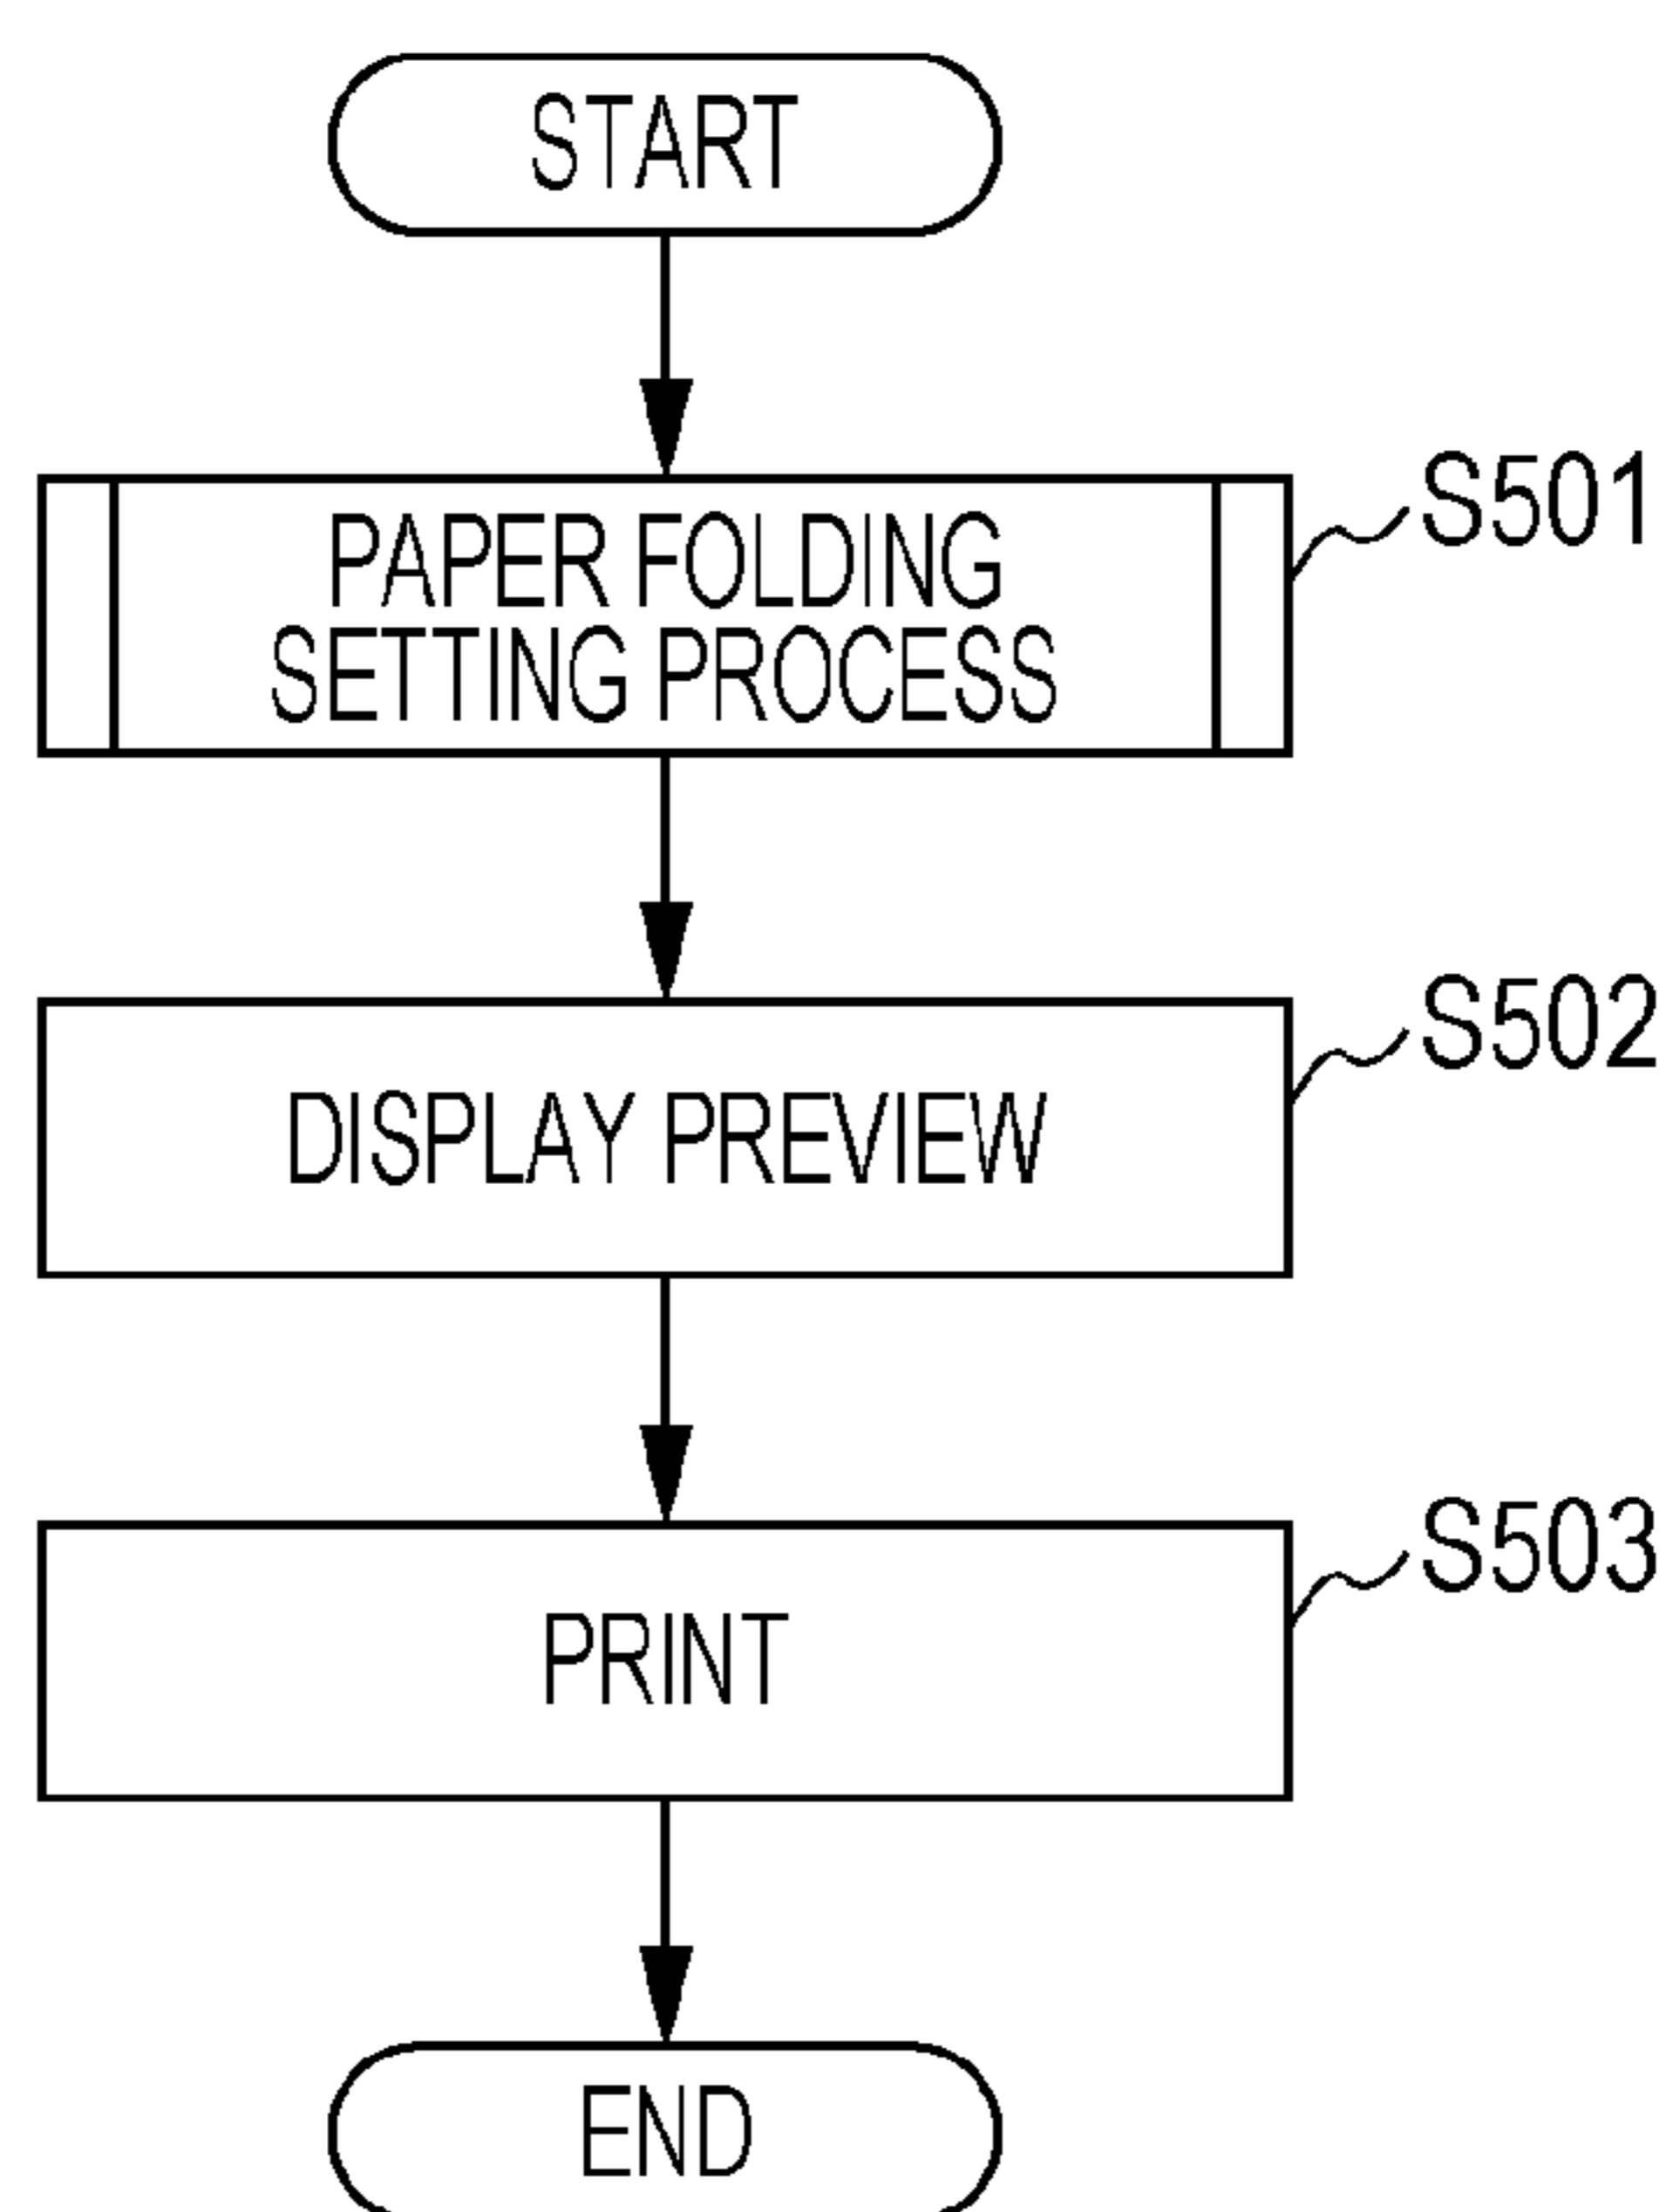 START
PAPER FOLDING
SETTING PROCESS
S501
DISPLAY PREVIEW
S502
PRINT
S503
END